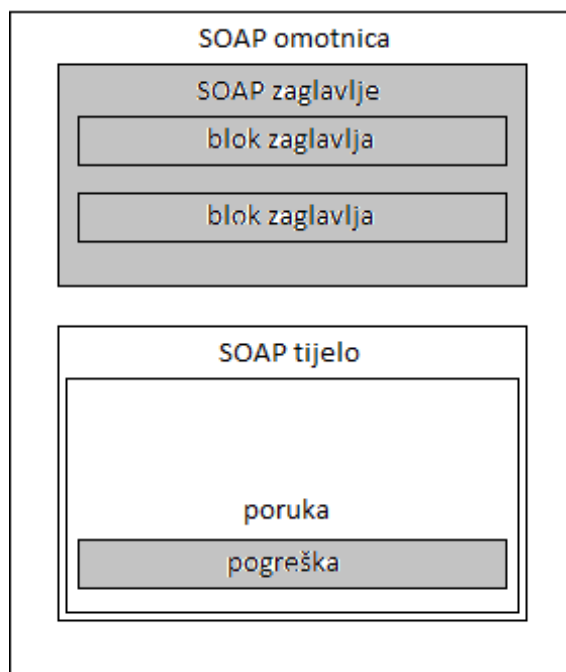 SOAP omotnica
SOAP zaglavlje
blok zaglavlja
blok zaglavlja
SOAP tijelo
poruka
pogreška